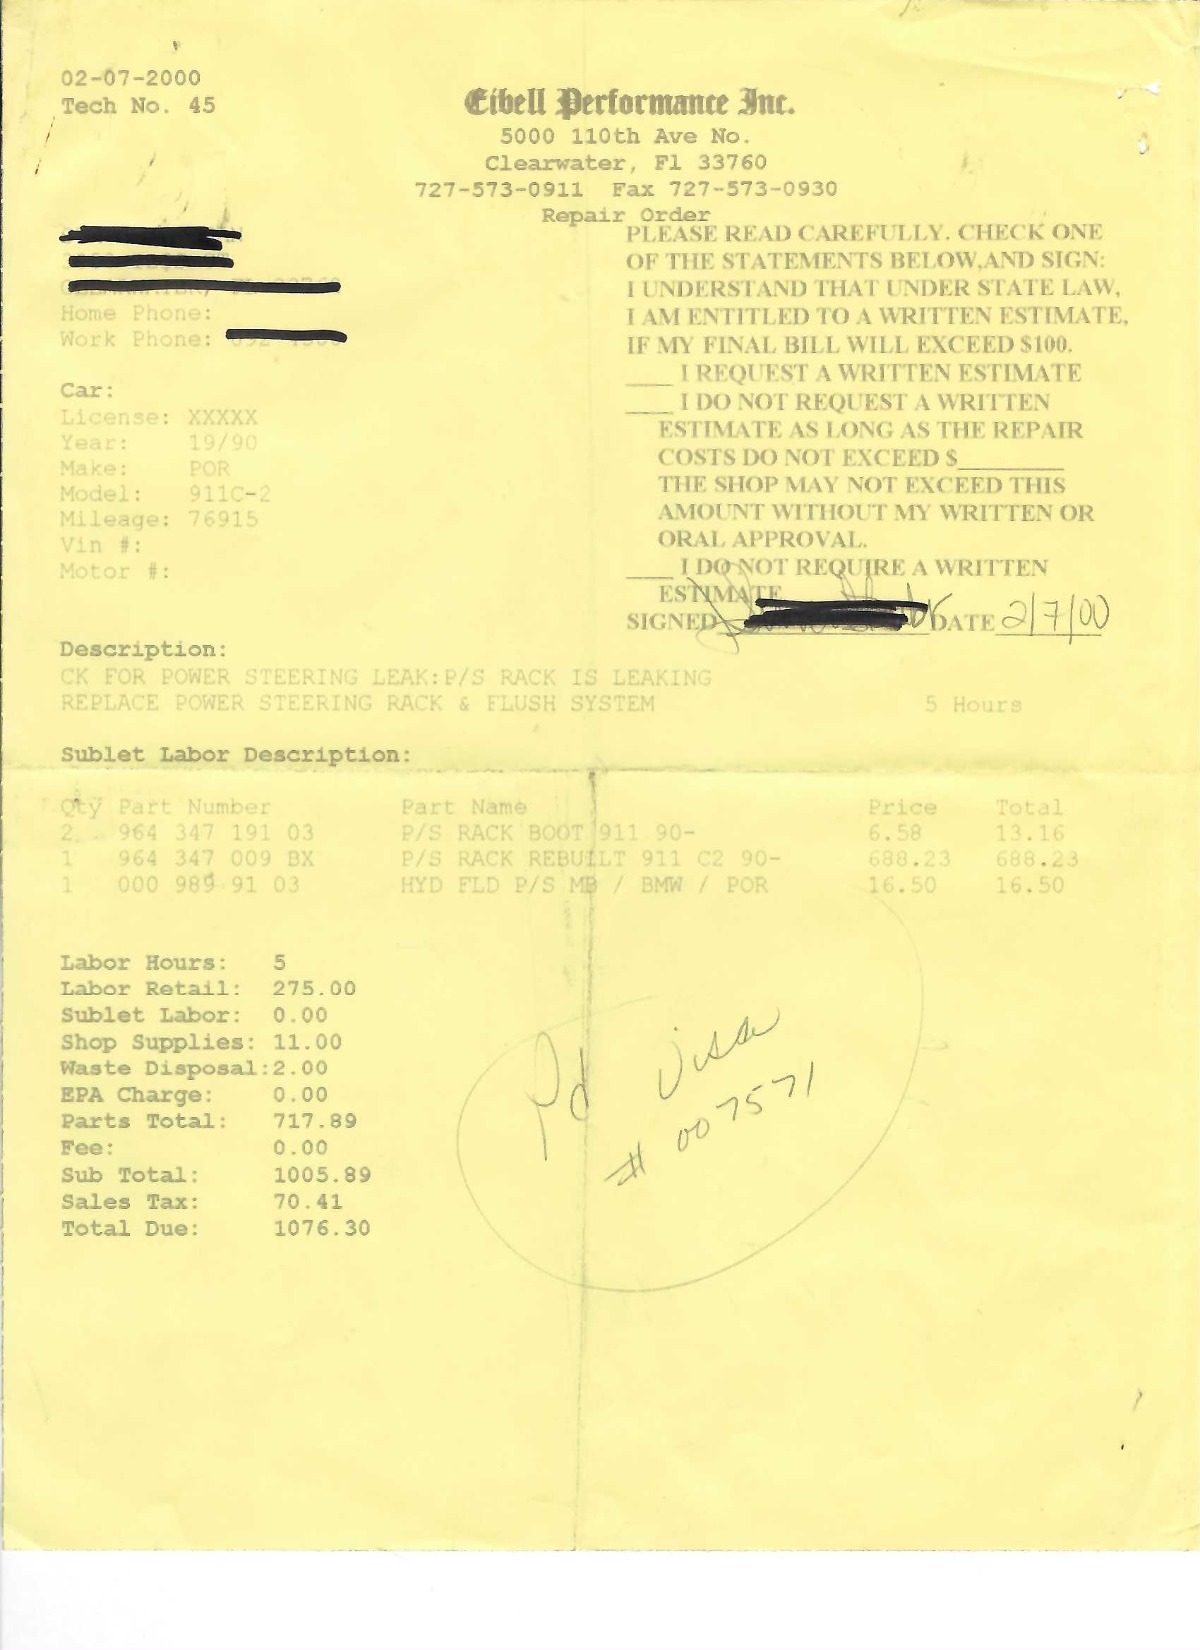 02-07-2000
Tech No. 45
Eibell Performance Inc.
5000 110th Ave No.
Clearwater, Fl 33760
727-573-0911  Fax 727-573-0930
Repair Order
Home Phone:
Work Phone:
Car:
License: XXXXX
Year: 19/90
Make: POR
Model: 911C-2
Mileage: 76915
Vin #:
Motor #:
PLEASE READ CAREFULLY. CHECK ONE
OF THE STATEMENTS BELOW,AND SIGN:
I UNDERSTAND THAT UNDER STATE LAW,
I AM ENTITLED TO A WRITTEN ESTIMATE,
IF MY FINAL BILL WILL EXCEED $100.
____ I REQUEST A WRITTEN ESTIMATE
____ I DO NOT REQUEST A WRITTEN
ESTIMATE AS LONG AS THE REPAIR
COSTS DO NOT EXCEED $_________
THE SHOP MAY NOT EXCEED THIS
AMOUNT WITHOUT MY WRITTEN OR
ORAL APPROVAL.
____ I DO NOT REQUIRE A WRITTEN
ESTIMATE
SIGNED DATE 2/7/00
Description:
CK FOR POWER STEERING LEAK:P/S RACK IS LEAKING
REPLACE POWER STEERING RACK & FLUSH SYSTEM 5 Hours
Sublet Labor Description:
Qty Part Number Part Name Price Total
2 964 347 191 03 P/S RACK BOOT 911 90- 6.58 13.16
1 964 347 009 BX P/S RACK REBUILT 911 C2 90- 688.23 688.23
1 000 989 91 03 HYD FLD P/S MB / BMW / POR 16.50 16.50
Labor Hours: 5
Labor Retail: 275.00
Sublet Labor: 0.00
Shop Supplies: 11.00
Waste Disposal:2.00
EPA Charge: 0.00
Parts Total: 717.89
Fee: 0.00
Sub Total: 1005.89
Sales Tax: 70.41
Total Due: 1076.30
Pd Visa
# 007571